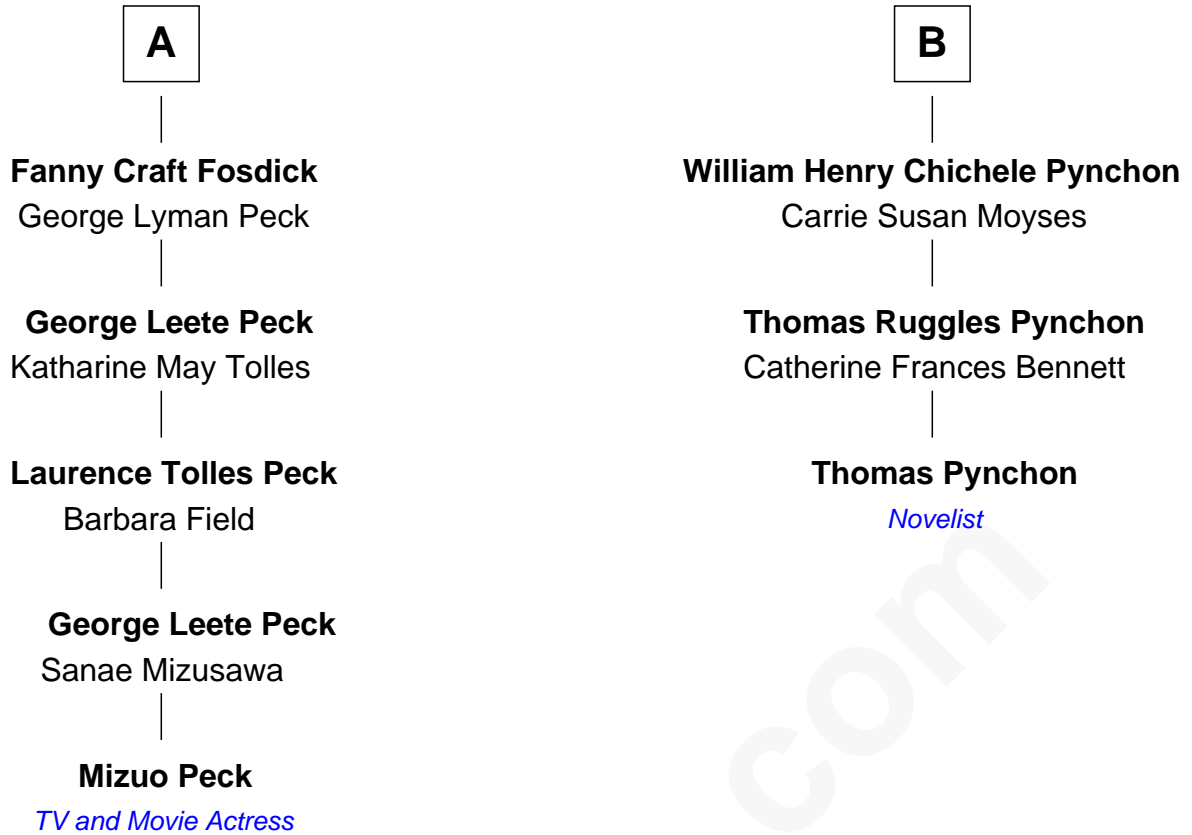 A
Fanny Craft Fosdick
George Lyman Peck
George Leete Peck
Katharine May Tolles
Laurence Tolles Peck
Barbara Field
George Leete Peck
Sanae Mizusawa
Mizuo Peck
TV and Movie Actress
B
William Henry Chichele Pynchon
Carrie Susan Moyses
Thomas Ruggles Pynchon
Catherine Frances Bennett
Thomas Pynchon
Novelist
com